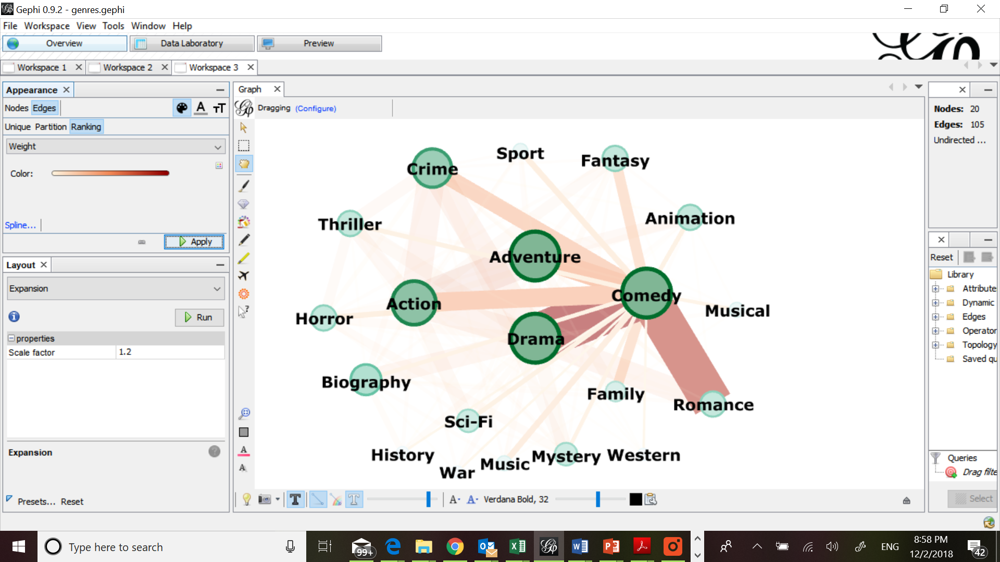 Gephi 0.9.2 - genres.gephi
File Workspace View Tools Window Help
Overview Data Laboratory Preview
Workspace 1 Workspace 2 Workspace 3
Appearance
Nodes Edges
Unique Partition Ranking
Weight
Color:
Spline...
Apply
Layout
Expansion
Run
properties
Scale factor 1.2
Expansion
Presets... Reset
Graph
Dragging (Configure)
Crime
Sport
Fantasy
Thriller
Animation
Adventure
Action
Comedy
Horror
Musical
Drama
Biography
Family
Romance
Sci-Fi
History
War
Music
Mystery
Western
Verdana Bold, 32
Nodes: 20
Edges: 105
Undirected ...
Reset
Library
Attribute
Dynamic
Edges
Operator
Topology
Saved qu
Queries
Drag filte
Select
Type here to search
99+
ENG
8:58 PM
12/2/2018
42